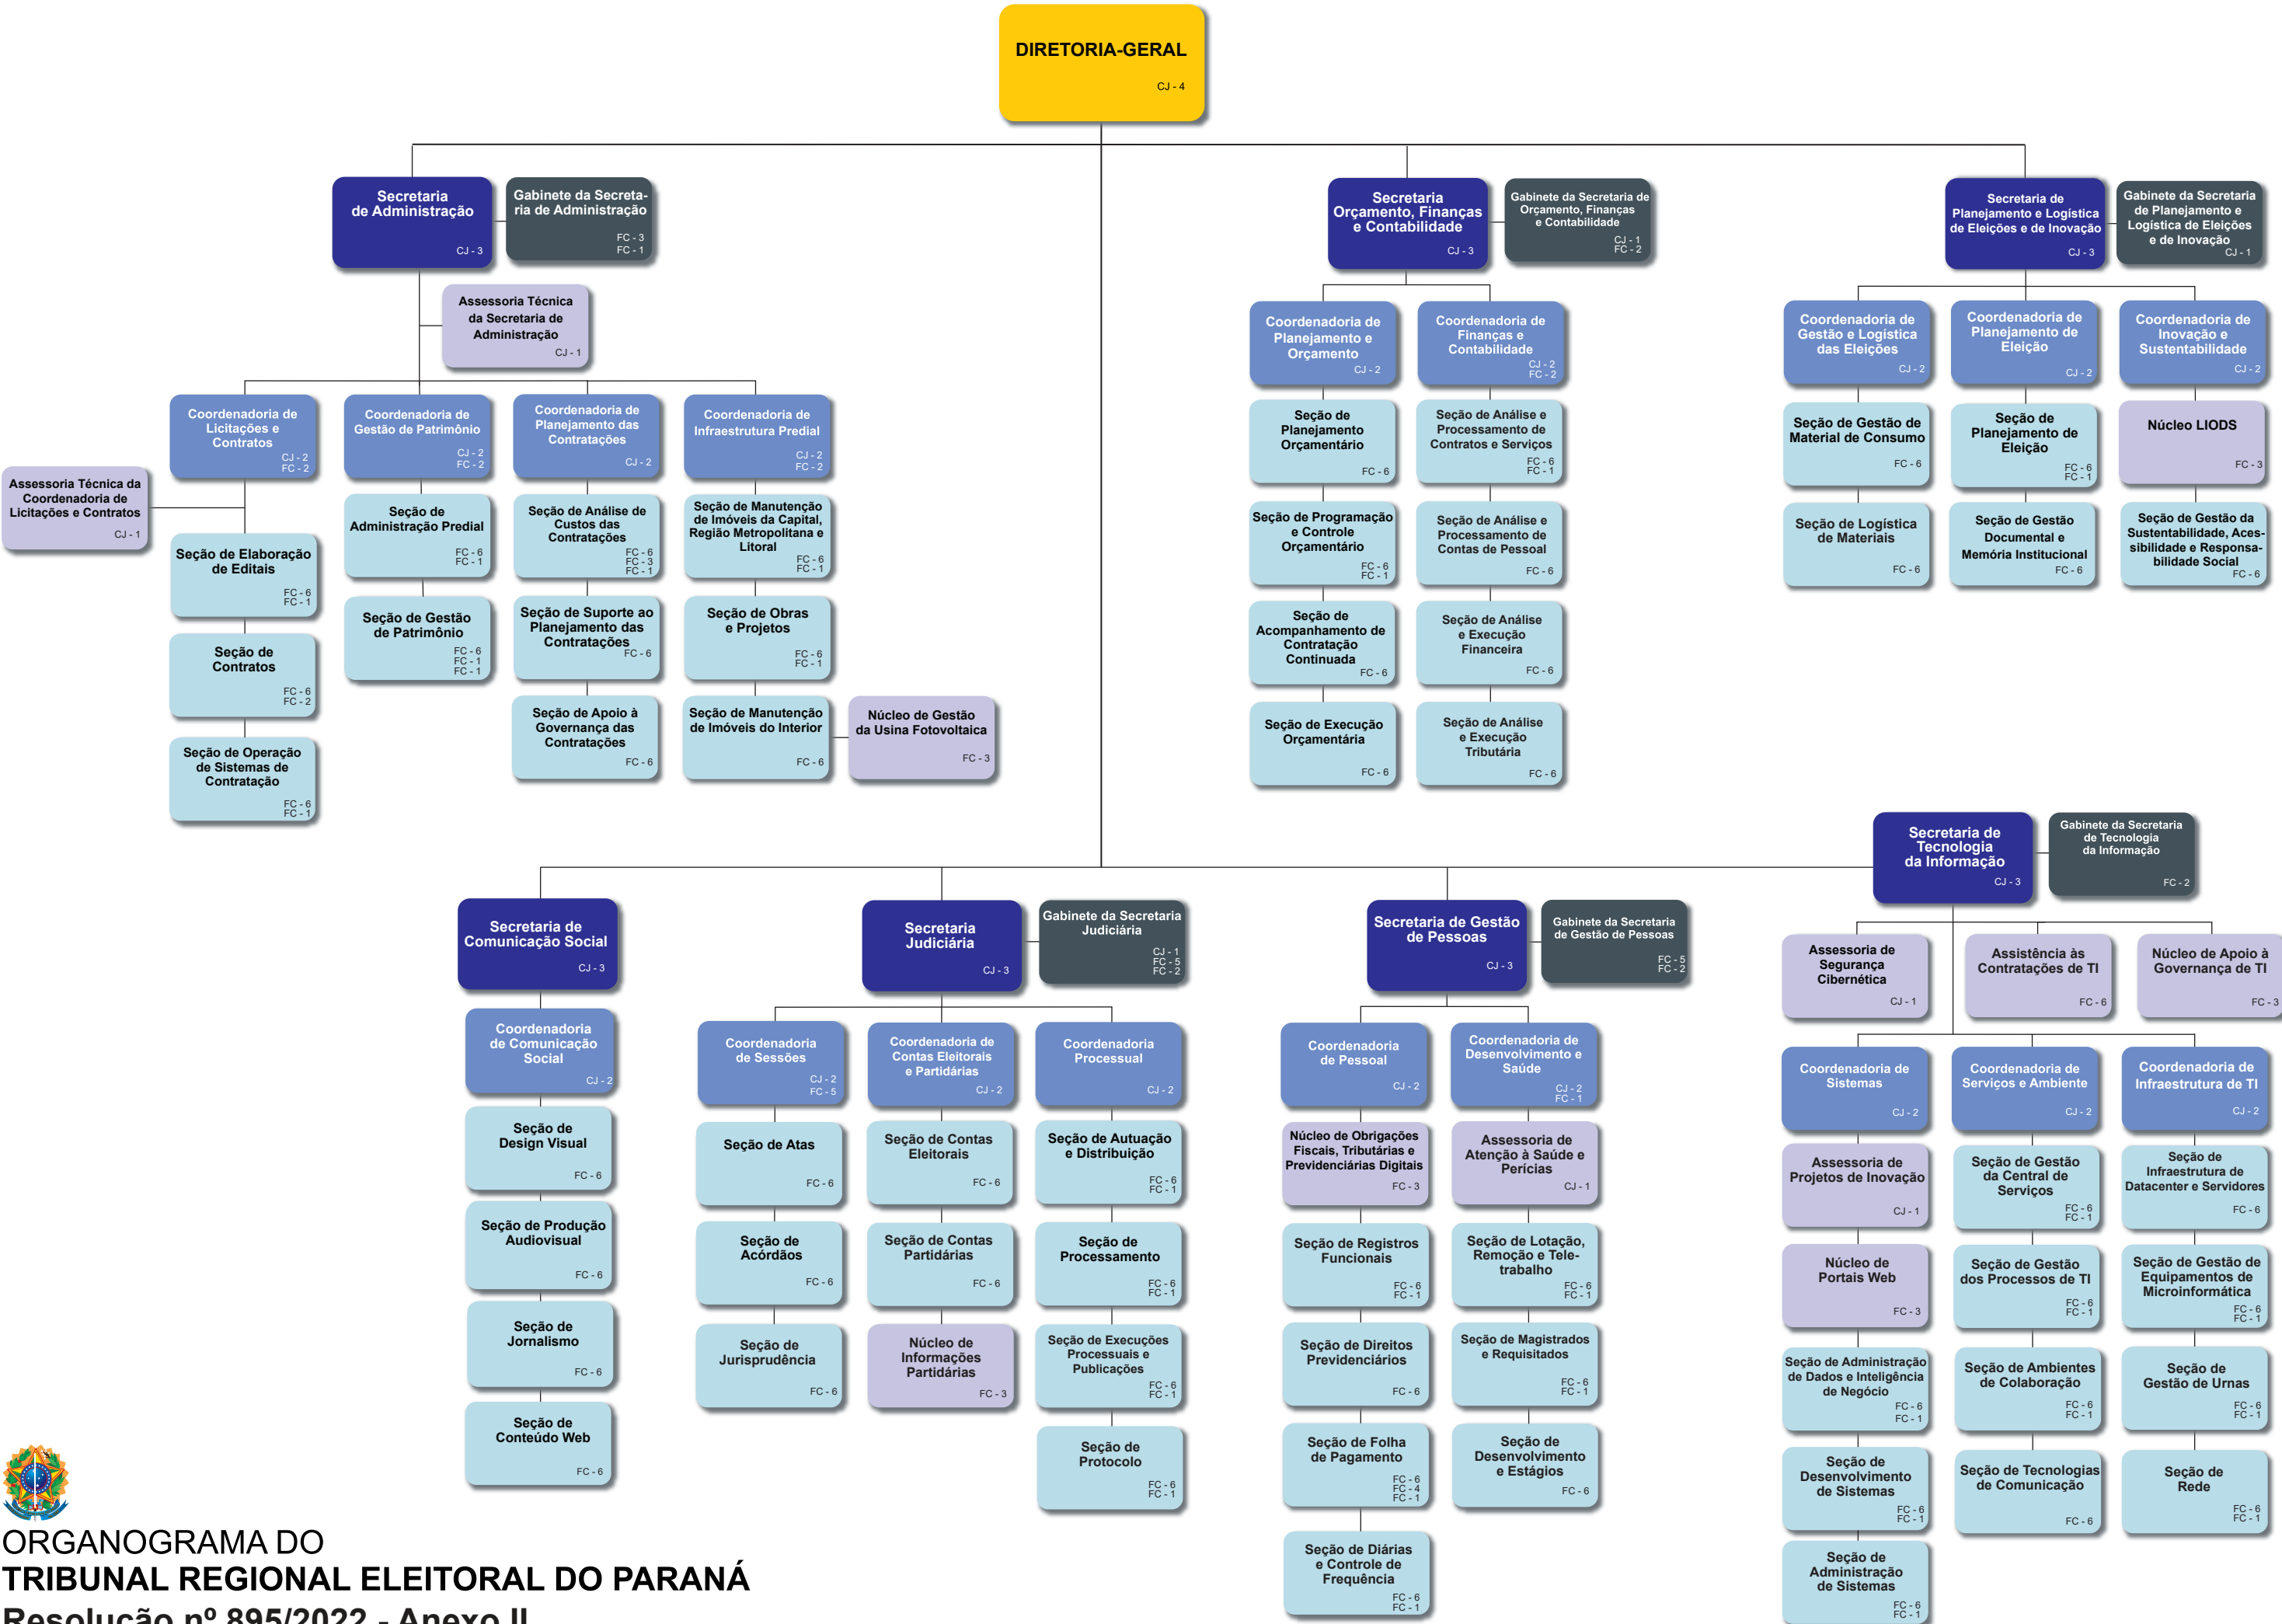 DIRETORIA-GERAL
CJ - 4
Secretaria
de Administração
CJ - 3
Gabinete da Secreta-
ria de Administração
FC - 3
FC - 1
Assessoria Técnica
da Secretaria de
Administração
CJ - 1
Coordenadoria de
Licitações e
Contratos
CJ - 2
FC - 2
Assessoria Técnica da
Coordenadoria de
Licitações e Contratos
CJ - 1
Seção de Elaboração
de Editais
FC - 6
FC - 1
Seção de
Contratos
FC - 6
FC - 2
Seção de Operação
de Sistemas de
Contratação
FC - 6
FC - 1
Coordenadoria de
Gestão de Patrimônio
CJ - 2
FC - 2
Seção de
Administração Predial
FC - 6
FC - 1
Seção de Gestão
de Patrimônio
FC - 6
FC - 1
FC - 1
Coordenadoria de
Planejamento das
Contratações
CJ - 2
Seção de Análise de
Custos das
Contratações
FC - 6
FC - 3
FC - 1
Seção de Suporte ao
Planejamento das
Contratações
FC - 6
Seção de Apoio à
Governança das
Contratações
FC - 6
Coordenadoria de
Infraestrutura Predial
CJ - 2
FC - 2
Seção de Manutenção
de Imóveis da Capital,
Região Metropolitana e
Litoral
FC - 6
FC - 1
Seção de Obras
e Projetos
FC - 6
FC - 1
Seção de Manutenção
de Imóveis do Interior
FC - 6
Núcleo de Gestão
da Usina Fotovoltaica
FC - 3
Secretaria
Orçamento, Finanças
e Contabilidade
CJ - 3
Gabinete da Secretaria de
Orçamento, Finanças
e Contabilidade
CJ - 1
FC - 2
Coordenadoria de
Planejamento e
Orçamento
CJ - 2
Seção de
Planejamento
Orçamentário
FC - 6
Seção de Programação
e Controle
Orçamentário
FC - 6
FC - 1
Seção de
Acompanhamento de
Contratação
Continuada
FC - 6
Seção de Execução
Orçamentária
FC - 6
Coordenadoria de
Finanças e
Contabilidade
CJ - 2
FC - 2
Seção de Análise e
Processamento de
Contratos e Serviços
FC - 6
FC - 1
Seção de Análise e
Processamento de
Contas de Pessoal
FC - 6
Seção de Análise
e Execução
Financeira
FC - 6
Seção de Análise
e Execução
Tributária
FC - 6
Secretaria de
Planejamento e Logística
de Eleições e de Inovação
CJ - 3
Gabinete da Secretaria
de Planejamento e
Logística de Eleições
e de Inovação
CJ - 1
Coordenadoria de
Gestão e Logística
das Eleições
CJ - 2
Seção de Gestão de
Material de Consumo
FC - 6
Seção de Logística
de Materiais
FC - 6
Coordenadoria de
Planejamento de
Eleição
CJ - 2
Seção de
Planejamento de
Eleição
FC - 6
FC - 1
Seção de Gestão
Documental e
Memória Institucional
FC - 6
Coordenadoria de
Inovação e
Sustentabilidade
CJ - 2
Núcleo LIODS
FC - 3
Seção de Gestão da
Sustentabilidade, Aces-
sibilidade e Responsa-
bilidade Social
FC - 6
Secretaria de
Comunicação Social
CJ - 3
Coordenadoria
de Comunicação
Social
CJ - 2
Seção de
Design Visual
FC - 6
Seção de Produção
Audiovisual
FC - 6
Seção de
Jornalismo
FC - 6
Seção de
Conteúdo Web
FC - 6
Secretaria
Judiciária
CJ - 3
Gabinete da Secretaria
Judiciária
CJ - 1
FC - 5
FC - 2
Coordenadoria
de Sessões
CJ - 2
FC - 5
Seção de Atas
FC - 6
Seção de
Acórdãos
FC - 6
Seção de
Jurisprudência
FC - 6
Coordenadoria de
Contas Eleitorais
e Partidárias
CJ - 2
Seção de Contas
Eleitorais
FC - 6
Seção de Contas
Partidárias
FC - 6
Núcleo de
Informações
Partidárias
FC - 3
Coordenadoria
Processual
CJ - 2
Seção de Autuação
e Distribuição
FC - 6
FC - 1
Seção de
Processamento
FC - 6
FC - 1
Seção de Execuções
Processuais e
Publicações
FC - 6
FC - 1
Seção de
Protocolo
FC - 6
FC - 1
Secretaria de Gestão
de Pessoas
CJ - 3
Gabinete da Secretaria
de Gestão de Pessoas
FC - 5
FC - 2
Coordenadoria
de Pessoal
CJ - 2
Núcleo de Obrigações
Fiscais, Tributárias e
Previdenciárias Digitais
FC - 3
Seção de Registros
Funcionais
FC - 6
FC - 1
Seção de Direitos
Previdenciários
FC - 6
Seção de Folha
de Pagamento
FC - 6
FC - 4
FC - 1
Seção de Diárias
e Controle de
Frequência
FC - 6
FC - 1
Coordenadoria de
Desenvolvimento e
Saúde
CJ - 2
FC - 1
Assessoria de
Atenção à Saúde e
Perícias
CJ - 1
Seção de Lotação,
Remoção e Tele-
trabalho
FC - 6
FC - 1
Seção de Magistrados
e Requisitados
FC - 6
FC - 1
Seção de
Desenvolvimento
e Estágios
FC - 6
Secretaria de
Tecnologia
da Informação
CJ - 3
Gabinete da Secretaria
de Tecnologia
da Informação
FC - 2
Assessoria de
Segurança
Cibernética
CJ - 1
Assistência às
Contratações de TI
FC - 6
Núcleo de Apoio à
Governança de TI
FC - 3
Coordenadoria de
Sistemas
CJ - 2
Assessoria de
Projetos de Inovação
CJ - 1
Núcleo de
Portais Web
FC - 3
Seção de Administração
de Dados e Inteligência
de Negócio
FC - 6
FC - 1
Seção de
Desenvolvimento
de Sistemas
FC - 6
FC - 1
Seção de
Administração
de Sistemas
FC - 6
FC - 1
Coordenadoria de
Serviços e Ambiente
CJ - 2
Seção de Gestão
da Central de
Serviços
FC - 6
FC - 1
Seção de Gestão
dos Processos de TI
FC - 6
FC - 1
Seção de Ambientes
de Colaboração
FC - 6
FC - 1
Seção de Tecnologias
de Comunicação
FC - 6
Coordenadoria de
Infraestrutura de TI
CJ - 2
Seção de
Infraestrutura de
Datacenter e Servidores
FC - 6
Seção de Gestão de
Equipamentos de
Microinformática
FC - 6
FC - 1
Seção de
Gestão de Urnas
FC - 6
FC - 1
Seção de
Rede
FC - 6
FC - 1
ORGANOGRAMA DO
TRIBUNAL REGIONAL ELEITORAL DO PARANÁ
Resolução nº 895/2022 - Anexo II